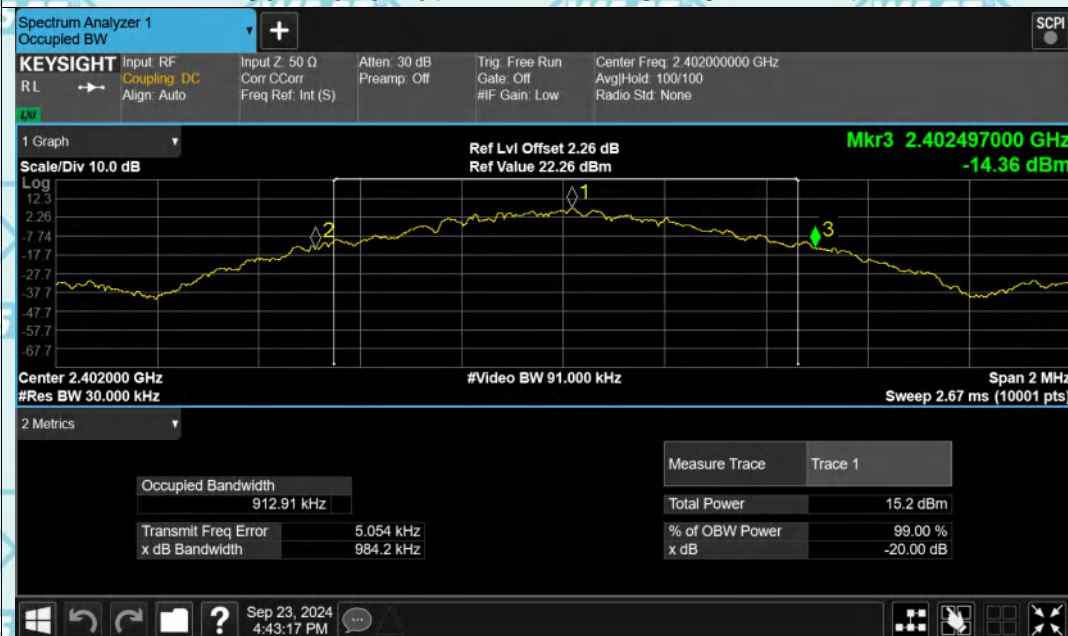 Spectrum Analyzer 1
Occupied BW
+
SCPI
KEYSIGHT
RL
LXI
Input: RF
Coupling: DC
Align: Auto
Input Z: 50 Ω
Corr CCorr
Freq Ref: Int (S)
Atten: 30 dB
Preamp: Off
Trig: Free Run
Gate: Off
#IF Gain: Low
Center Freq: 2.402000000 GHz
Avg|Hold: 100/100
Radio Std: None
1 Graph
Scale/Div 10.0 dB
Ref Lvl Offset 2.26 dB
Ref Value 22.26 dBm
Mkr3 2.402497000 GHz
-14.36 dBm
Log
12.3
2.26
-7.74
-17.7
-27.7
-37.7
-47.7
-57.7
-67.7
1
2
3
Center 2.402000 GHz
#Res BW 30.000 kHz
#Video BW 91.000 kHz
Span 2 MHz
Sweep 2.67 ms (10001 pts)
2 Metrics
Measure Trace Trace 1
Occupied Bandwidth
912.91 kHz
Total Power 15.2 dBm
Transmit Freq Error 5.054 kHz
% of OBW Power 99.00 %
x dB Bandwidth 984.2 kHz
x dB -20.00 dB
?
Sep 23, 2024
4:43:17 PM